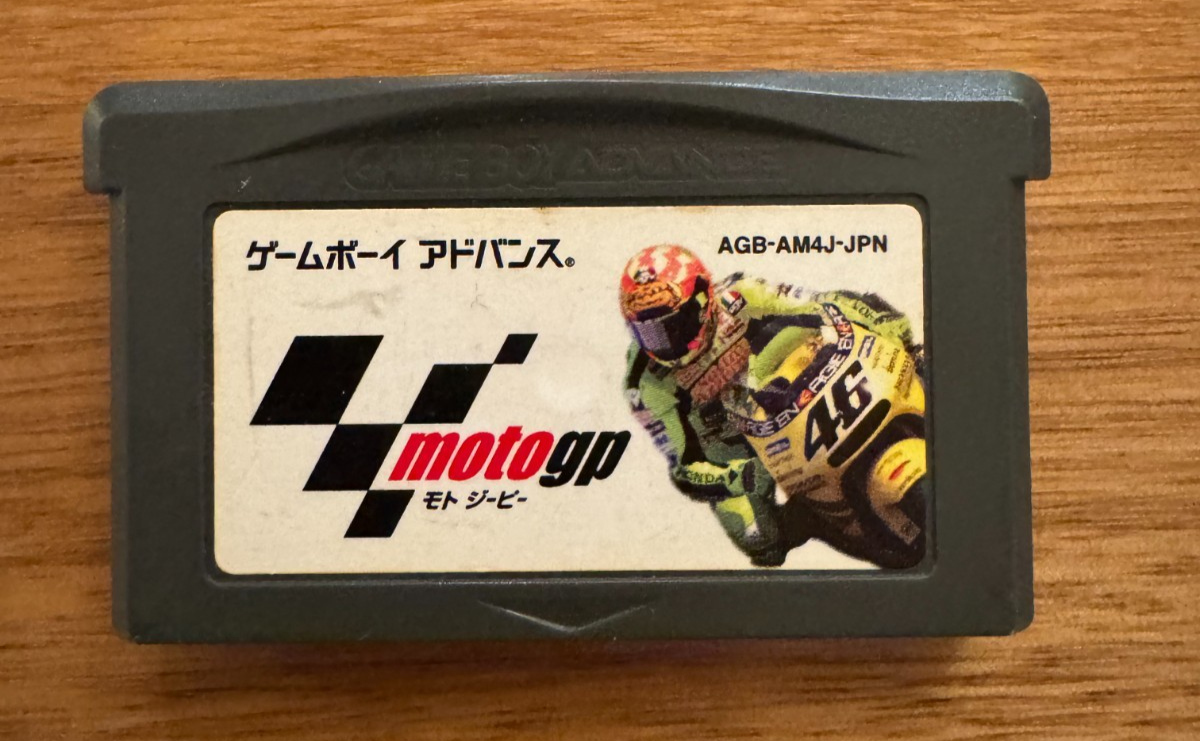 GAME BOY ADVANCE
ゲームボーイ アドバンス®
AGB-AM4J-JPN
motogp
モト ジーピー
46
HONDA